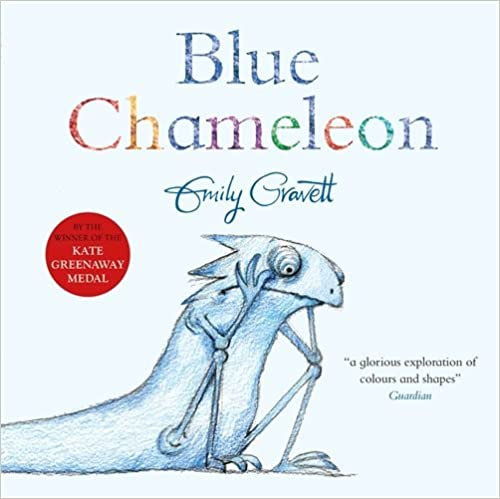 Blue
Chameleon
Emily Gravett
BY THE
WINNER OF THE
KATE
GREENAWAY
MEDAL
“a glorious exploration of
colours and shapes”
Guardian